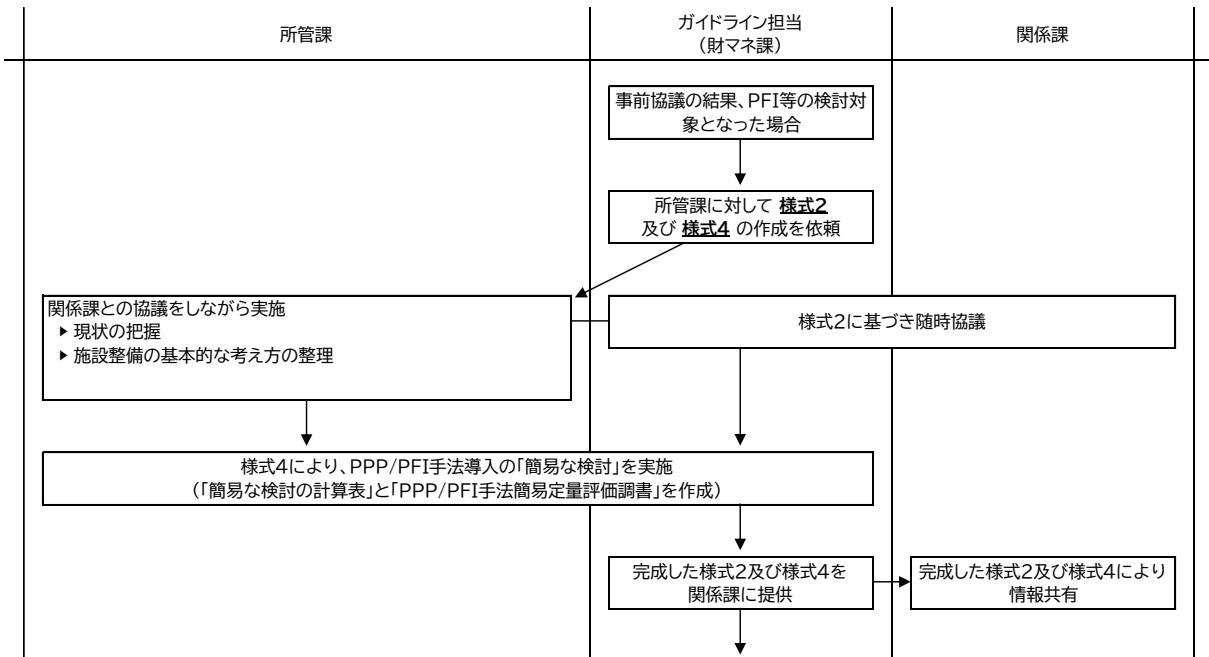 所管課
ガイドライン担当
（財マネ課）
関係課
事前協議の結果、PFI等の検討対
象となった場合
所管課に対して 様式2
及び 様式4 の作成を依頼
関係課との協議をしながら実施
▶ 現状の把握
▶ 施設整備の基本的な考え方の整理
様式2に基づき随時協議
様式4により、PPP/PFI手法導入の「簡易な検討」を実施
（「簡易な検討の計算表」と「PPP/PFI手法簡易定量評価調書」を作成）
完成した様式2及び様式4を
関係課に提供
完成した様式2及び様式4により
情報共有